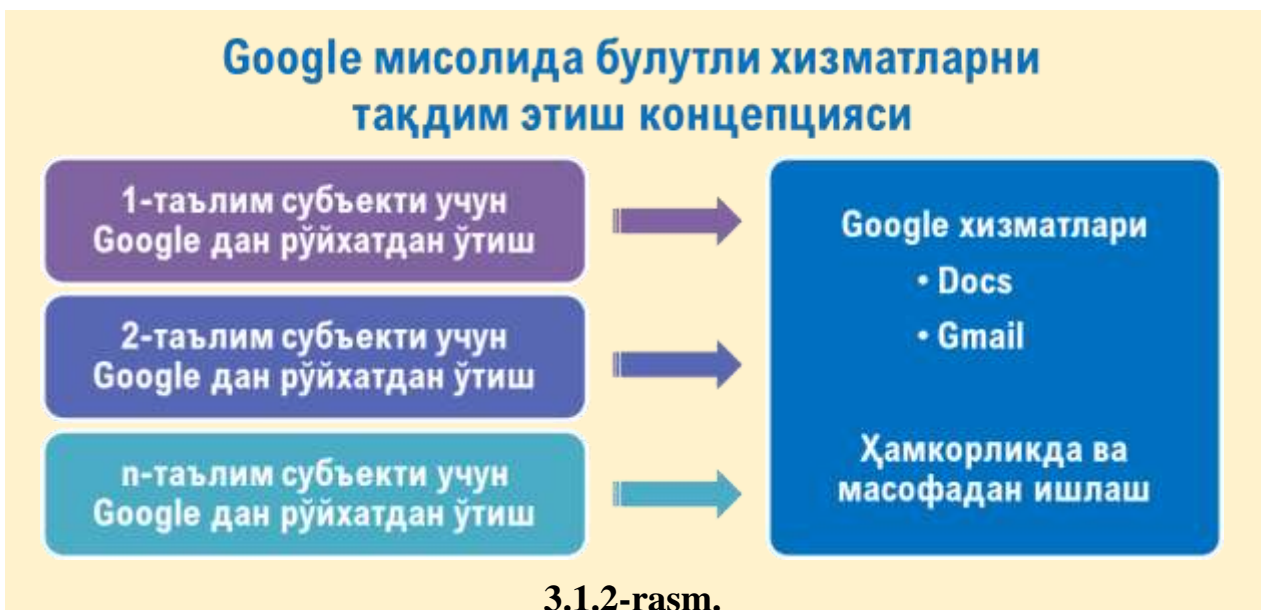 Google мисолида булутли хизматларни
тақдим этиш концепцияси
1-таълим субъекти учун
Google дан рўйхатдан ўтиш
2-таълим субъекти учун
Google дан рўйхатдан ўтиш
n-таълим субъекти учун
Google дан рўйхатдан ўтиш
Google хизматлари
• Docs
• Gmail
Ҳамкорликда ва
масофадан ишлаш
3.1.2-rasm.